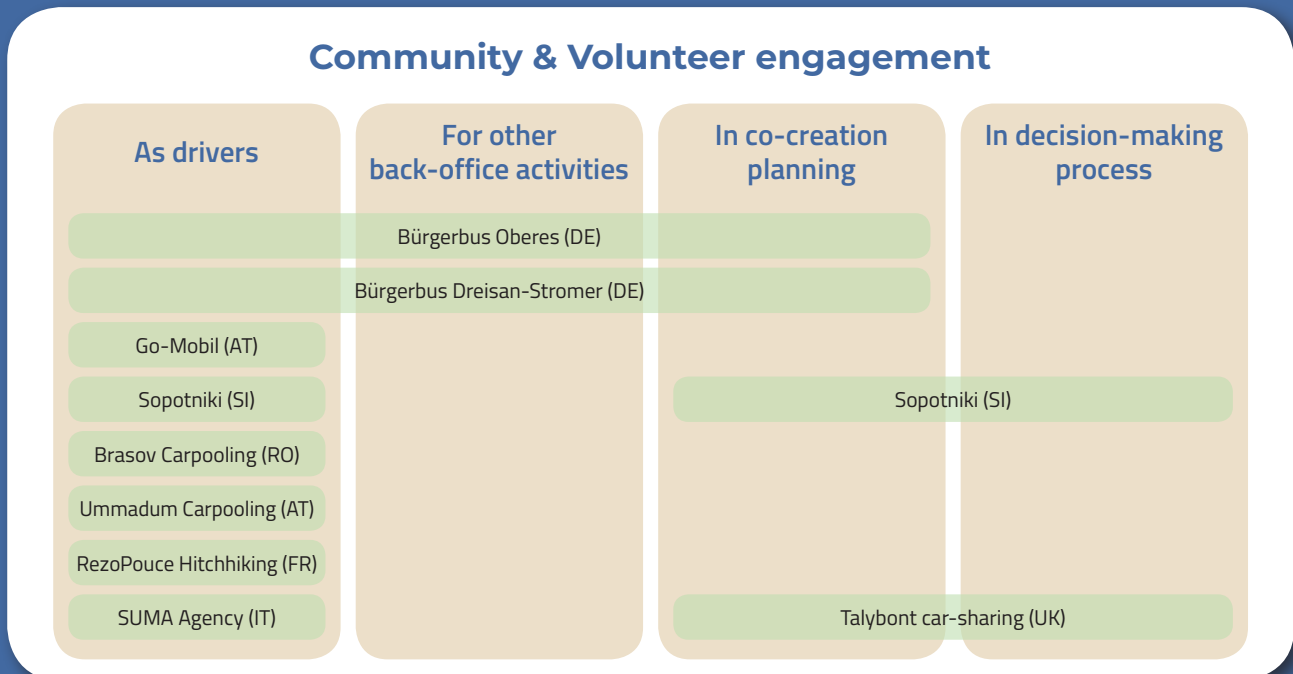 Community & Volunteer engagement
As drivers
For other
back-office activities
In co-creation
planning
In decision-making
process
Bürgerbus Oberes (DE)
Bürgerbus Dreisan-Stromer (DE)
Go-Mobil (AT)
Sopotniki (SI)
Sopotniki (SI)
Brasov Carpooling (RO)
Ummadum Carpooling (AT)
RezoPouce Hitchhiking (FR)
SUMA Agency (IT)
Talybont car-sharing (UK)